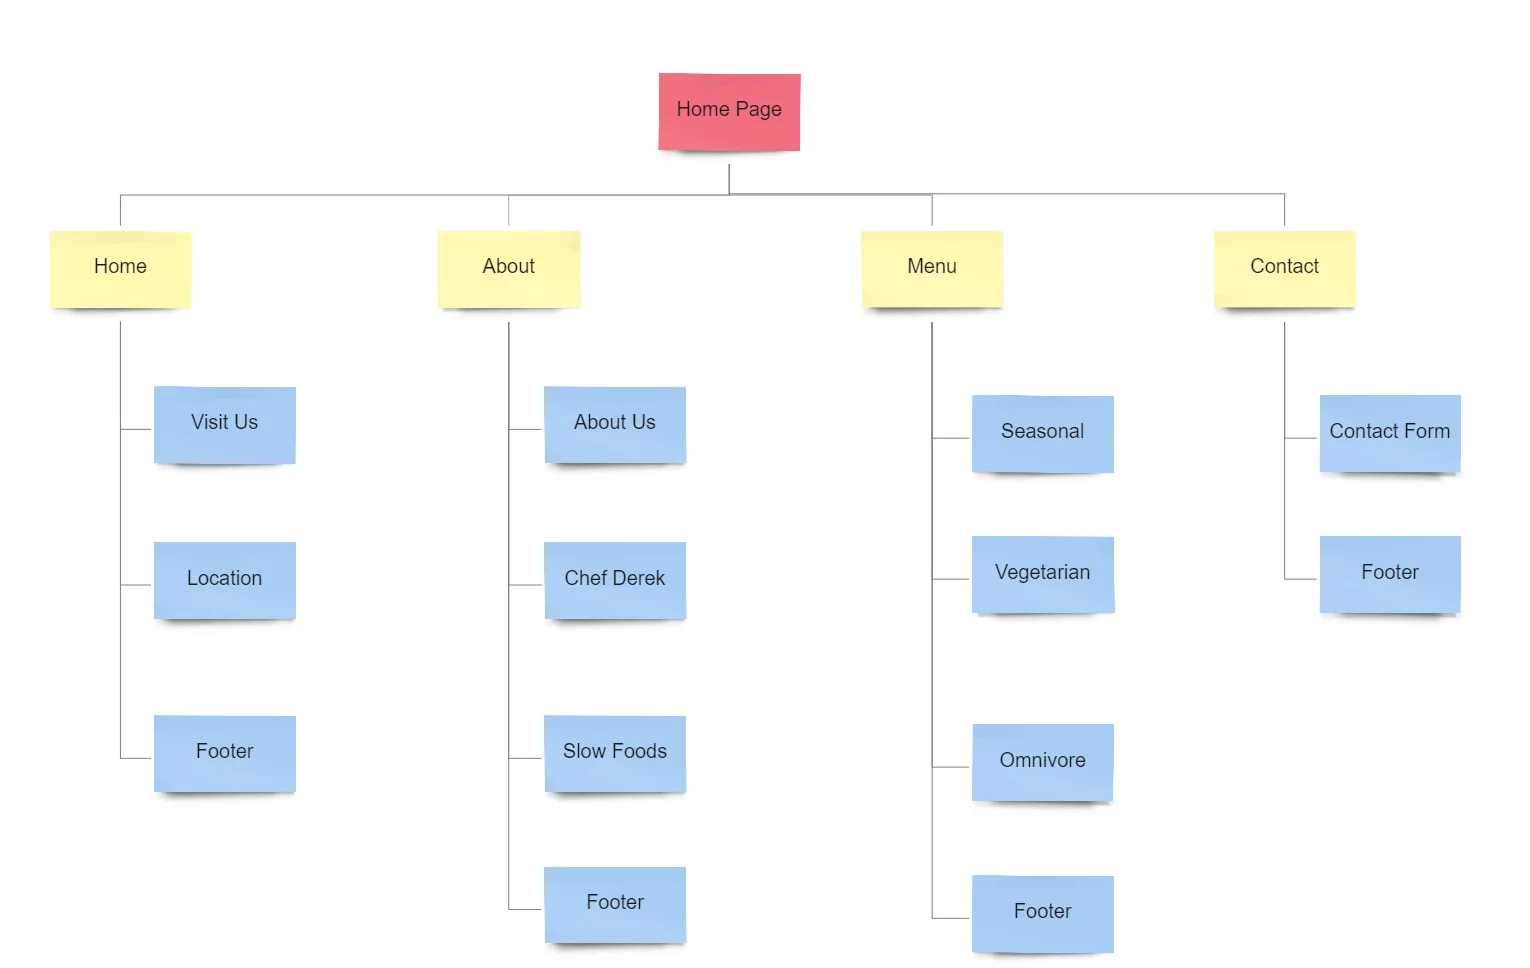 Home Page
Home
About
Menu
Contact
Visit Us
About Us
Seasonal
Contact Form
Location
Chef Derek
Vegetarian
Footer
Footer
Slow Foods
Omnivore
Footer
Footer